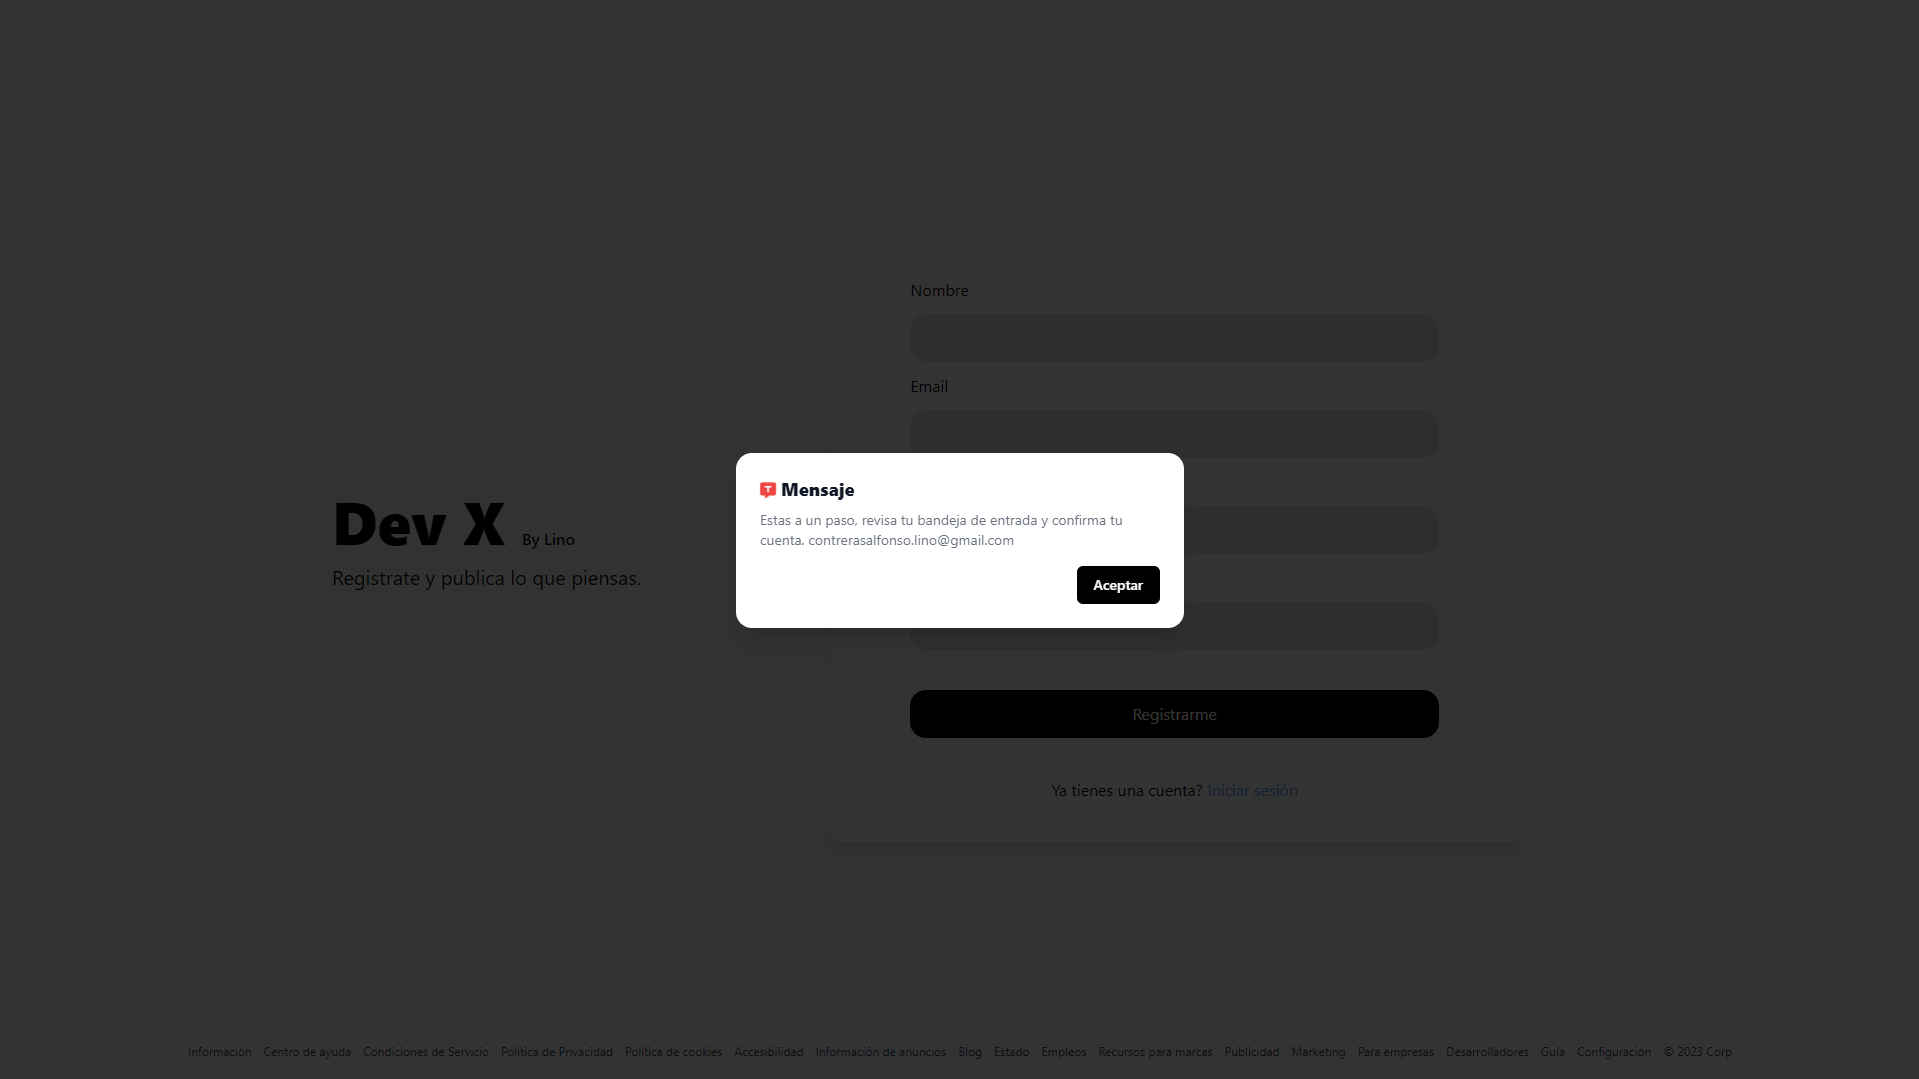 Nombre
Email
Mensaje
Estas a un paso, revisa tu bandeja de entrada y confirma tu
cuenta. contrerasalfonso.lino@gmail.com
Aceptar
Dev X By Lino
Registrate y publica lo que piensas.
Registrarme
Ya tienes una cuenta? Iniciar sesión
Información Centro de ayuda Condiciones de Servicio Política de Privacidad Política de cookies Accesibilidad Información de anuncios Blog Estado Empleos Recursos para marcas Publicidad Marketing Para empresas Desarrolladores Guía Configuración © 2023 Corp